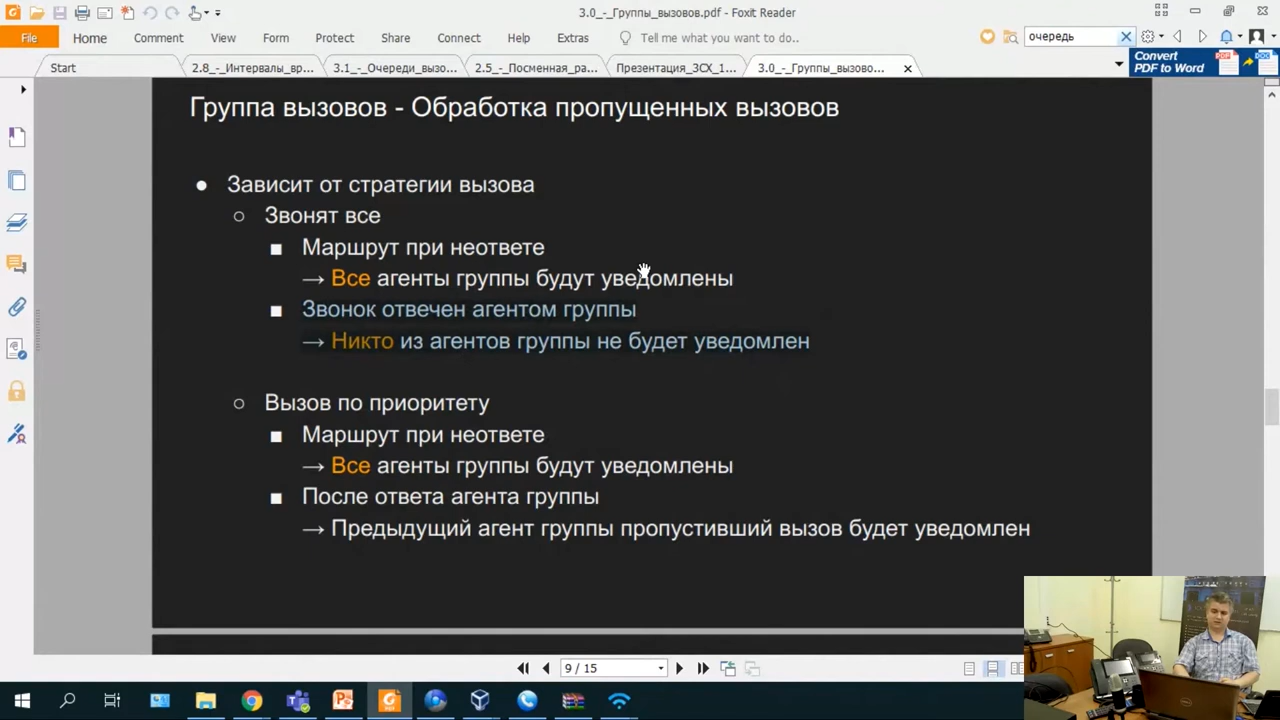 3.0_-_Группы_вызовов.pdf - Foxit Reader
File Home Comment View Form Protect Share Connect Help Extras Tell me what you want to do.. очередь
Start 2.8_-_Интервалы_вр... 3.1_-_Очереди_вызо... 2.5_-_Поменная_ра... Презентация_3CX_1... 3.0_-_Группы_вызово...
Convert
PDF to Word
Группа вызовов - Обработка пропущенных вызовов
● Зависит от стратегии вызова
○ Звонят все
■ Маршрут при неответе
→ Все агенты группы будут уведомлены
■ Звонок отвечен агентом группы
→ Никто из агентов группы не будет уведомлен
○ Вызов по приоритету
■ Маршрут при неответе
→ Все агенты группы будут уведомлены
■ После ответа агента группы
→ Предыдущий агент группы пропустивший вызов будет уведомлен
9 / 15